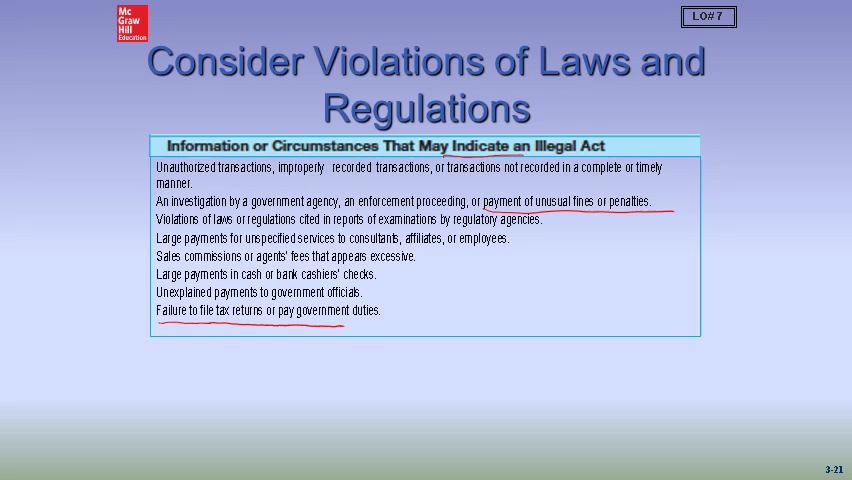 Mc
Graw
Hill
Education
LO# 7
Consider Violations of Laws and
Regulations
Information or Circumstances That May Indicate an Illegal Act
Unauthorized transactions, improperly recorded transactions, or transactions not recorded in a complete or timely
manner.
An investigation by a government agency, an enforcement proceeding, or payment of unusual fines or penalties.
Violations of laws or regulations cited in reports of examinations by regulatory agencies.
Large payments for unspecified services to consultants, affiliates, or employees.
Sales commissions or agents' fees that appears excessive.
Large payments in cash or bank cashiers' checks.
Unexplained payments to government officials.
Failure to file tax returns or pay government duties.
3-21